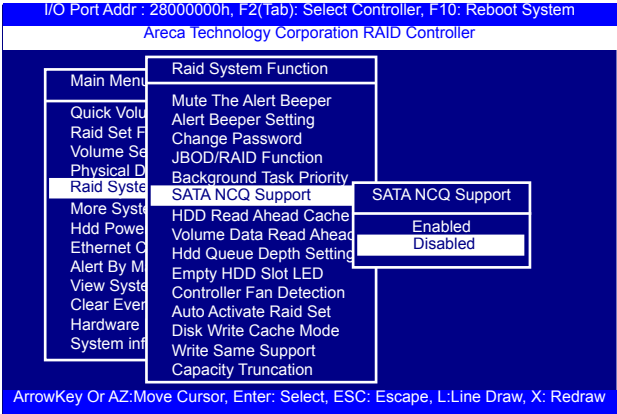 I/O Port Addr : 28000000h, F2(Tab): Select Controller, F10: Reboot System
Areca Technology Corporation RAID Controller
Main Menu
Quick Volu
Raid Set F
Volume Se
Physical D
Raid Syste
More Syste
Hdd Powe
Ethernet C
Alert By M
View Syste
Clear Ever
Hardware
System inf
Raid System Function
Mute The Alert Beeper
Alert Beeper Setting
Change Password
JBOD/RAID Function
Background Task Priority
SATA NCQ Support
HDD Read Ahead Cache
Volume Data Read Ahead
Hdd Queue Depth Setting
Empty HDD Slot LED
Controller Fan Detection
Auto Activate Raid Set
Disk Write Cache Mode
Write Same Support
Capacity Truncation
SATA NCQ Support
Enabled
Disabled
ArrowKey Or AZ:Move Cursor, Enter: Select, ESC: Escape, L:Line Draw, X: Redraw